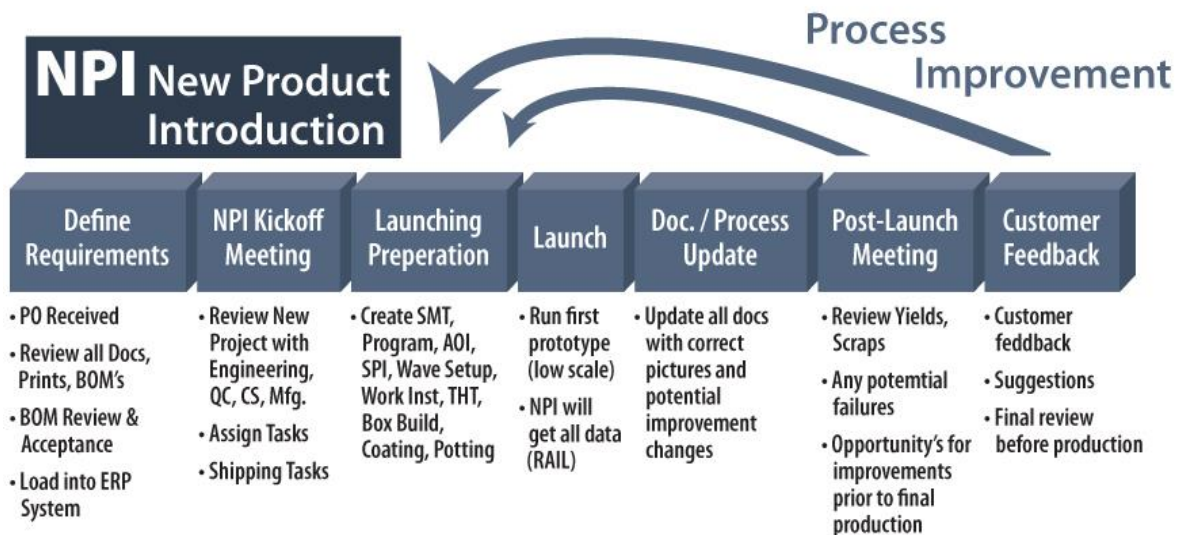 NPI New Product
Introduction
Process
Improvement
Define
Requirements
NPI Kickoff
Meeting
Launching
Preperation
Launch
Doc. / Process
Update
Post-Launch
Meeting
Customer
Feedback
• PO Received
• Review all Docs,
Prints, BOM's
• BOM Review &
Acceptance
• Load into ERP
System
• Review New
Project with
Engineering,
QC, CS, Mfg.
• Assign Tasks
• Shipping Tasks
• Create SMT,
Program, AOI,
SPI, Wave Setup,
Work Inst, THT,
Box Build,
Coating, Potting
• Run first
prototype
(low scale)
• NPI will
get all data
(RAIL)
• Update all docs
with correct
pictures and
potential
improvement
changes
• Review Yields,
Scraps
• Any potemtial
failures
• Opportunity's for
improvements
prior to final
production
• Customer
feddback
• Suggestions
• Final review
before production